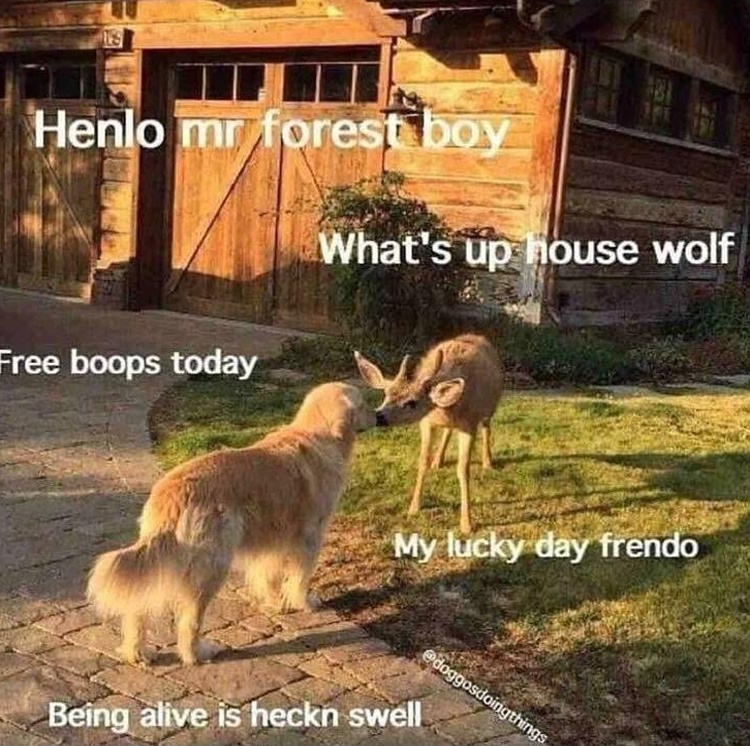 Henlo mr forest boy
What's up house wolf
Free boops today
My lucky day frendo
@doggosdoingthings
Being alive is heckn swell